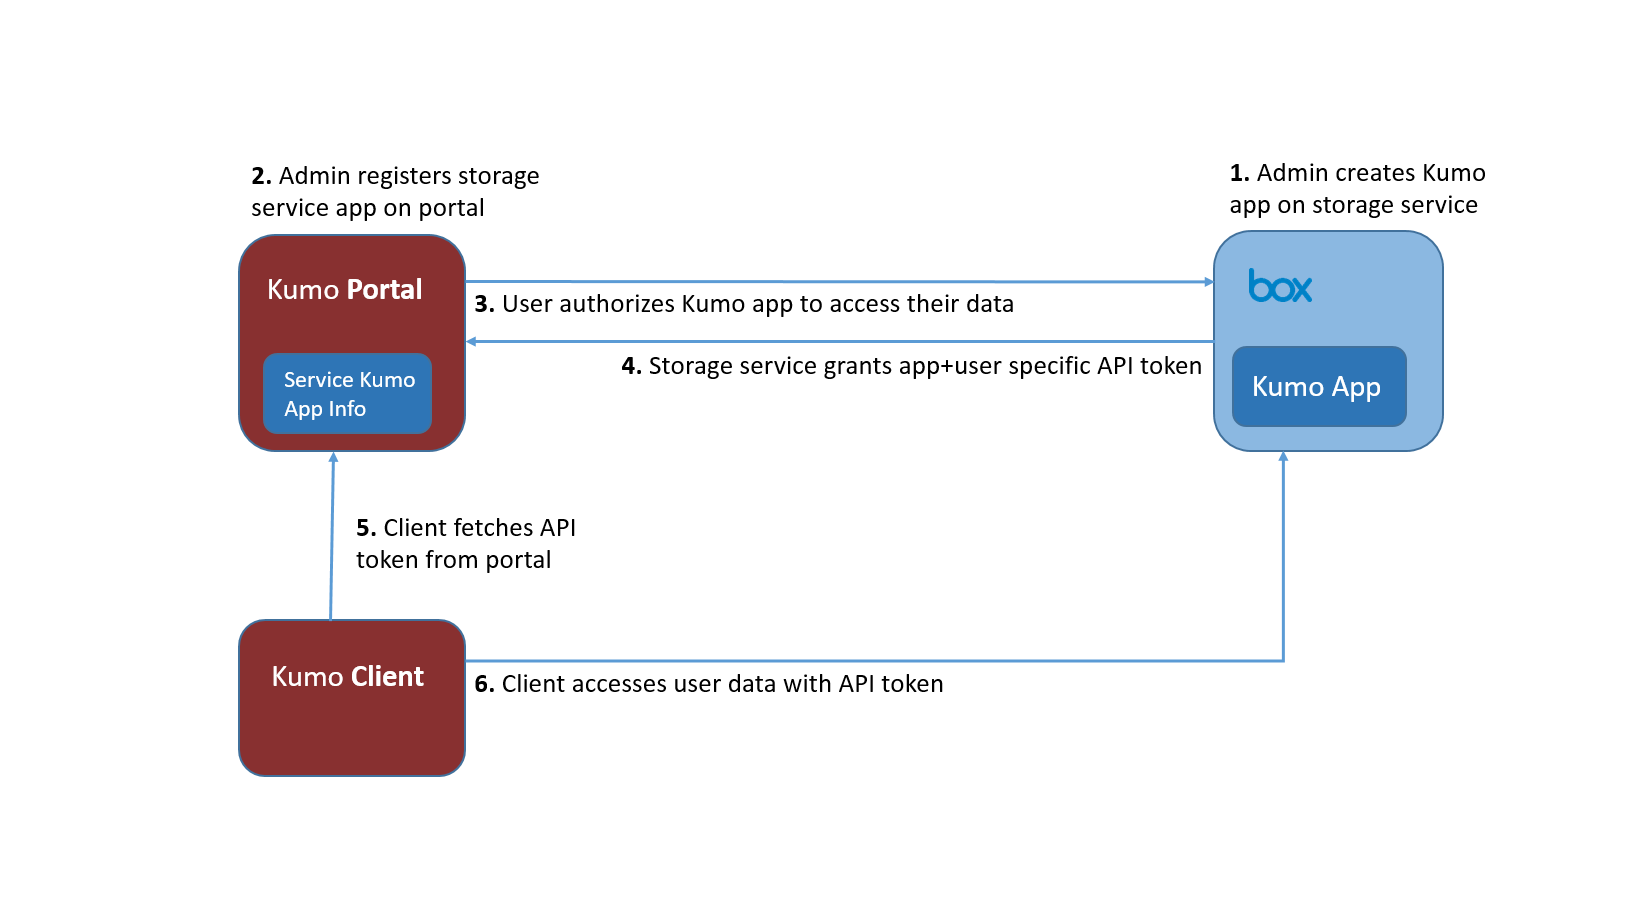 2. Admin registers storage
service app on portal
1. Admin creates Kumo
app on storage service
Kumo Portal
box
3. User authorizes Kumo app to access their data
4. Storage service grants app+user specific API token
Service Kumo
App Info
Kumo App
5. Client fetches API
token from portal
Kumo Client
6. Client accesses user data with API token